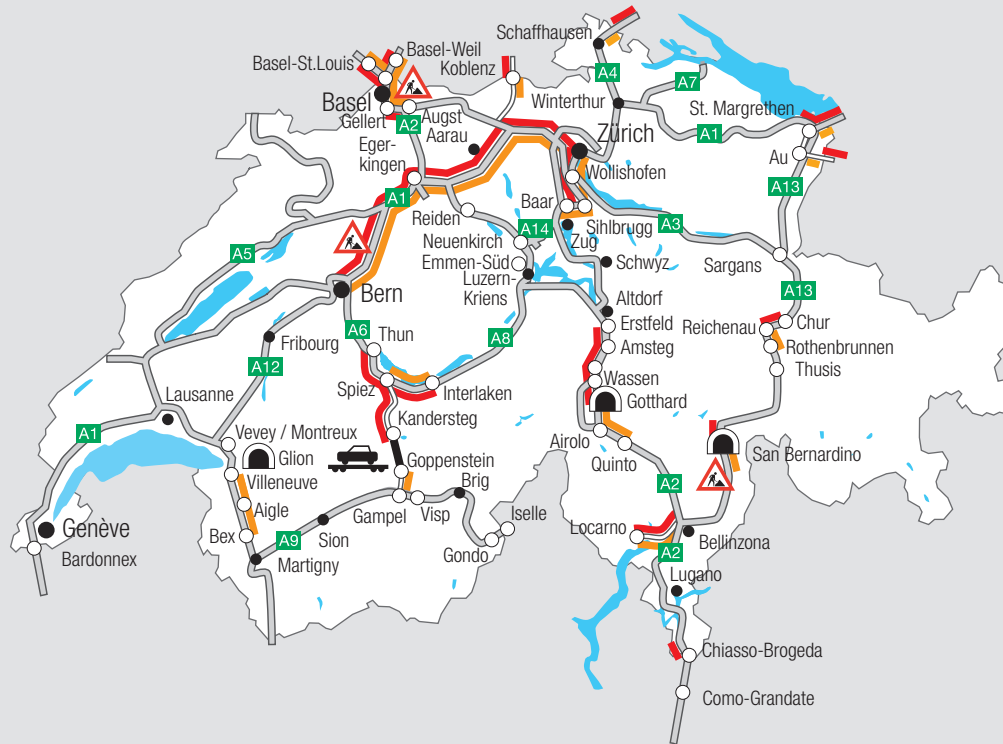 Schaffhausen
Basel-Weil
Koblenz
Basel-St.Louis
A4
A7
Basel
Winterthur
St. Margrethen
Gellert
Augst
A2
Aarau
Zürich
A1
Eger-
kingen
Au
Wollishofen
A13
A1
Baar
Reiden
A14
Sihlbrugg
A3
Zug
Neuenkirch
A5
Emmen-Süd
Schwyz
Sargans
Luzern-
Kriens
Bern
Altdorf
A13
Erstfeld
Reichenau
Chur
A6
Thun
A8
Fribourg
Amsteg
Rothenbrunnen
A12
Thusis
Wassen
Spiez
Interlaken
Lausanne
Gotthard
Kandersteg
A1
Vevey / Montreux
Airolo
Quinto
San Bernardino
Glion
Goppenstein
Villeneuve
Brig
A2
Aigle
Gampel
Visp
Iselle
Genève
Bex
Sion
Locarno
A9
Gondo
Bellinzona
A2
Bardonnex
Martigny
Lugano
Chiasso-Brogeda
Como-Grandate